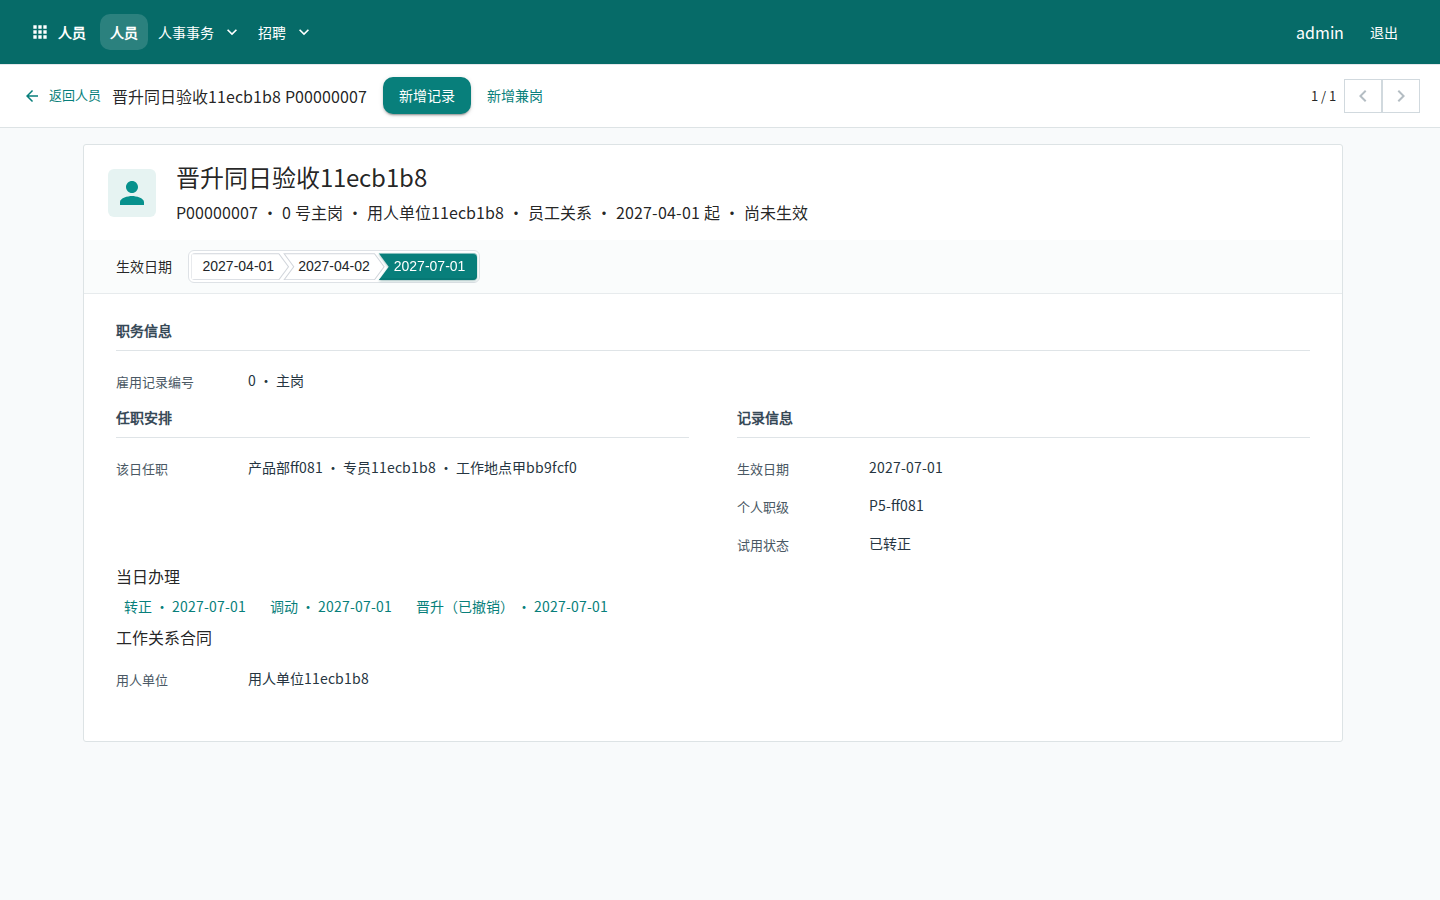 人员 人员 人事事务 招聘 admin 退出
返回人员 晋升同日验收11ecb1b8 P00000007 新增记录 新增兼岗 1 / 1
晋升同日验收11ecb1b8
P00000007 • 0 号主岗 • 用人单位11ecb1b8 • 员工关系 • 2027-04-01 起 • 尚未生效
生效日期 2027-04-01 2027-04-02 2027-07-01
职务信息
雇用记录编号 0 • 主岗
任职安排 记录信息
该日任职 产品部ff081 • 专员11ecb1b8 • 工作地点甲bb9fcf0 生效日期 2027-07-01
个人职级 P5-ff081
试用状态 已转正
当日办理
转正 • 2027-07-01 调动 • 2027-07-01 晋升（已撤销） • 2027-07-01
工作关系合同
用人单位 用人单位11ecb1b8